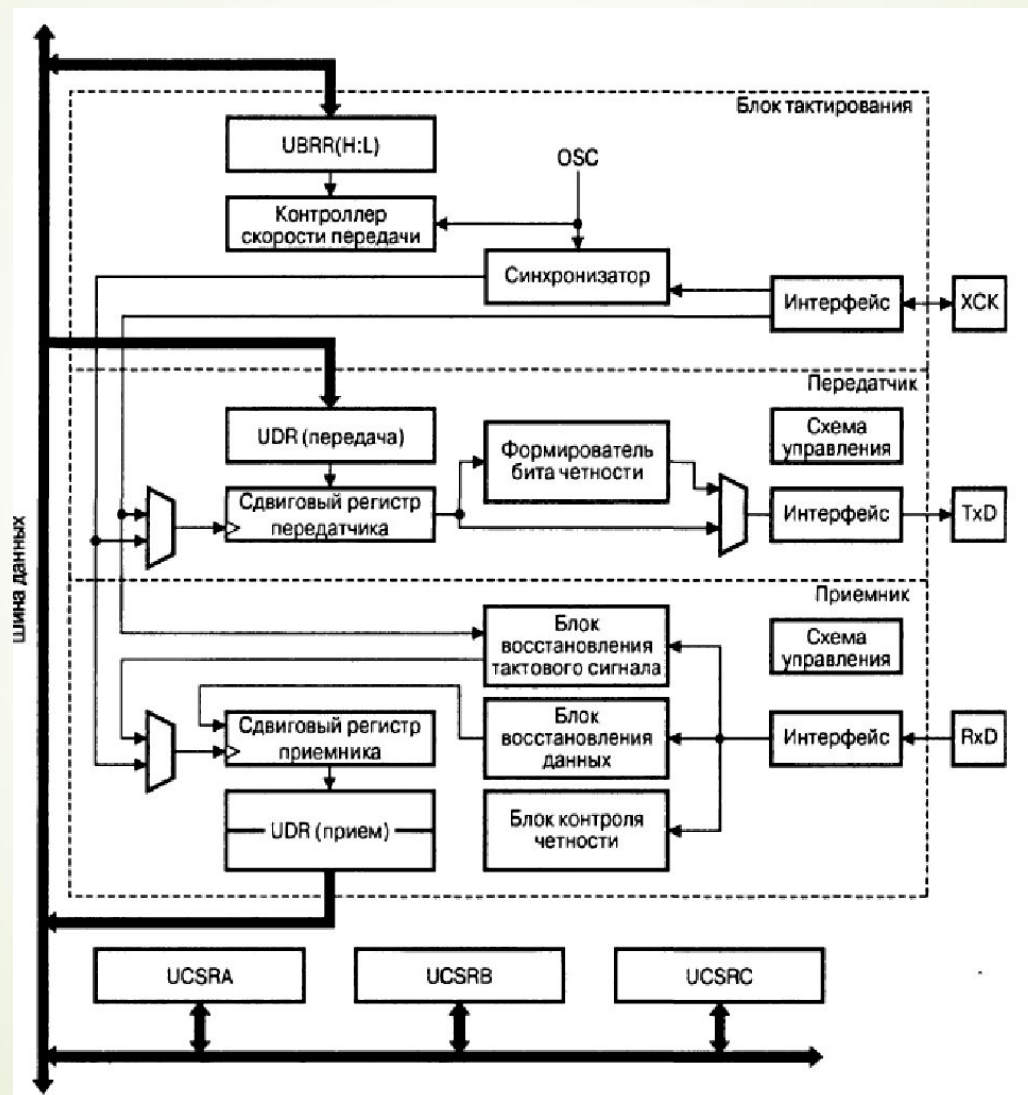 Блок тактирования
UBRR(H:L)
OSC
Контроллер
скорости передачи
Синхронизатор
Интерфейс
XCK
Передатчик
UDR (передача)
Формирователь
бита четности
Схема
управления
Сдвиговый регистр
передатчика
Интерфейс
TxD
шина данных
Приемник
Блок
восстановления
тактового сигнала
Схема
управления
Сдвиговый регистр
приемника
Блок
восстановления
данных
Интерфейс
RxD
UDR (прием)
Блок контроля
четности
UCSRA
UCSRB
UCSRC